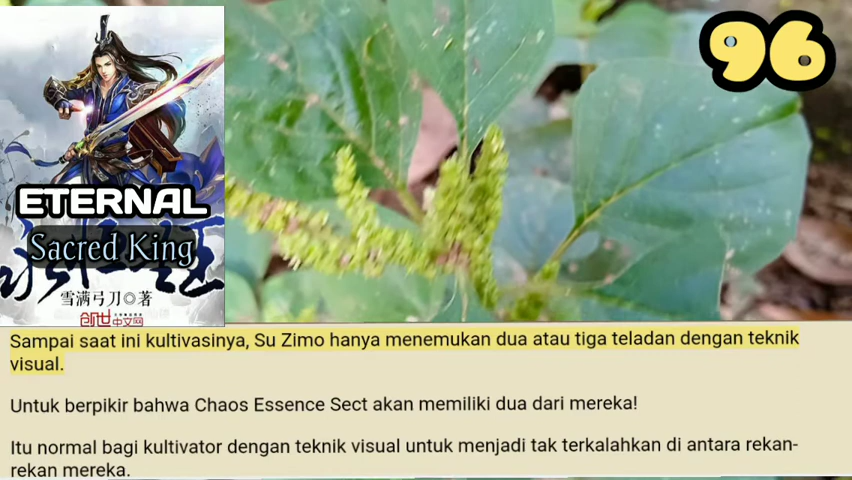 96
ETERNAL
Sacred King
雪满弓刀◎著
创世中文网
Sampai saat ini kultivasinya, Su Zimo hanya menemukan dua atau tiga teladan dengan teknik
visual.
Untuk berpikir bahwa Chaos Essence Sect akan memiliki dua dari mereka!
Itu normal bagi kultivator dengan teknik visual untuk menjadi tak terkalahkan di antara rekan-
rekan mereka.